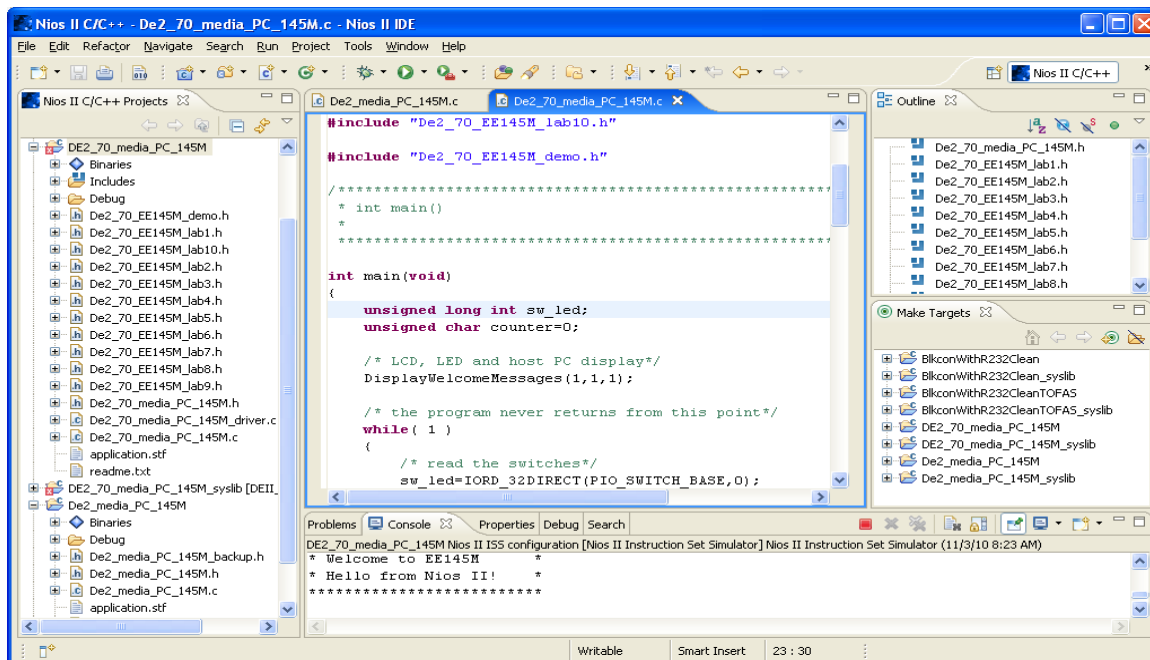 Nios II C/C++ - De2_70_media_PC_145M.c - Nios II IDE
File Edit Refactor Navigate Search Run Project Tools Window Help
Nios II C/C++
Nios II C/C++ Projects
DE2_70_media_PC_145M
Binaries
Includes
Debug
De2_70_EE145M_demo.h
De2_70_EE145M_lab1.h
De2_70_EE145M_lab10.h
De2_70_EE145M_lab2.h
De2_70_EE145M_lab3.h
De2_70_EE145M_lab4.h
De2_70_EE145M_lab5.h
De2_70_EE145M_lab6.h
De2_70_EE145M_lab7.h
De2_70_EE145M_lab8.h
De2_70_EE145M_lab9.h
De2_70_media_PC_145M.h
De2_70_media_PC_145M_driver.c
De2_70_media_PC_145M.c
application.stf
readme.txt
DE2_70_media_PC_145M_syslib [DEII_
De2_media_PC_145M
Binaries
Debug
De2_media_PC_145M_backup.h
De2_media_PC_145M.h
De2_media_PC_145M.c
application.stf
De2_media_PC_145M.c De2_70_media_PC_145M.c
#include "De2_70_EE145M_lab10.h"
#include "De2_70_EE145M_demo.h"
/*******************************************************
* int main()
*
*******************************************************
int main(void)
{
unsigned long int sw_led;
unsigned char counter=0;
/* LCD, LED and host PC display*/
DisplayWelcomeMessages(1,1,1);
/* the program never returns from this point*/
while( 1 )
{
/* read the switches*/
sw_led=IORD_32DIRECT(PIO_SWITCH_BASE,0);
Outline
De2_70_media_PC_145M.h
De2_70_EE145M_lab1.h
De2_70_EE145M_lab2.h
De2_70_EE145M_lab3.h
De2_70_EE145M_lab4.h
De2_70_EE145M_lab5.h
De2_70_EE145M_lab6.h
De2_70_EE145M_lab7.h
De2_70_EE145M_lab8.h
Make Targets
BlkconWithR232Clean
BlkconWithR232Clean_syslib
BlkconWithR232CleanTOFAS
BlkconWithR232CleanTOFAS_syslib
DE2_70_media_PC_145M
DE2_70_media_PC_145M_syslib
De2_media_PC_145M
De2_media_PC_145M_syslib
Problems Console Properties Debug Search
DE2_70_media_PC_145M Nios II ISS configuration [Nios II Instruction Set Simulator] Nios II Instruction Set Simulator (11/3/10 8:23 AM)
* Welcome to EE145M *
* Hello from Nios II! *
**************************
Writable Smart Insert 23 : 30